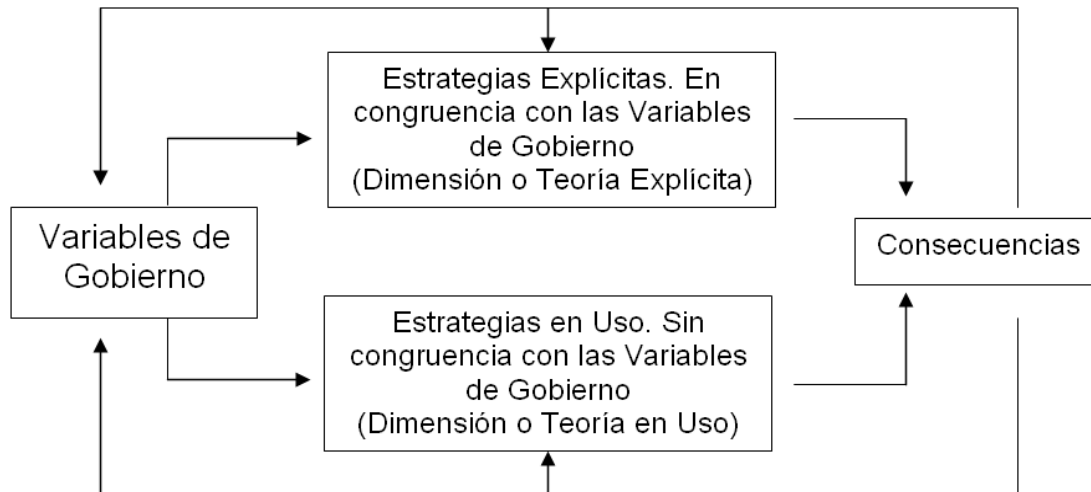 Estrategias Explícitas. En
congruencia con las Variables
de Gobierno
(Dimensión o Teoría Explícita)
Variables de
Gobierno
Consecuencias
Estrategias en Uso. Sin
congruencia con las Variables
de Gobierno
(Dimensión o Teoría en Uso)